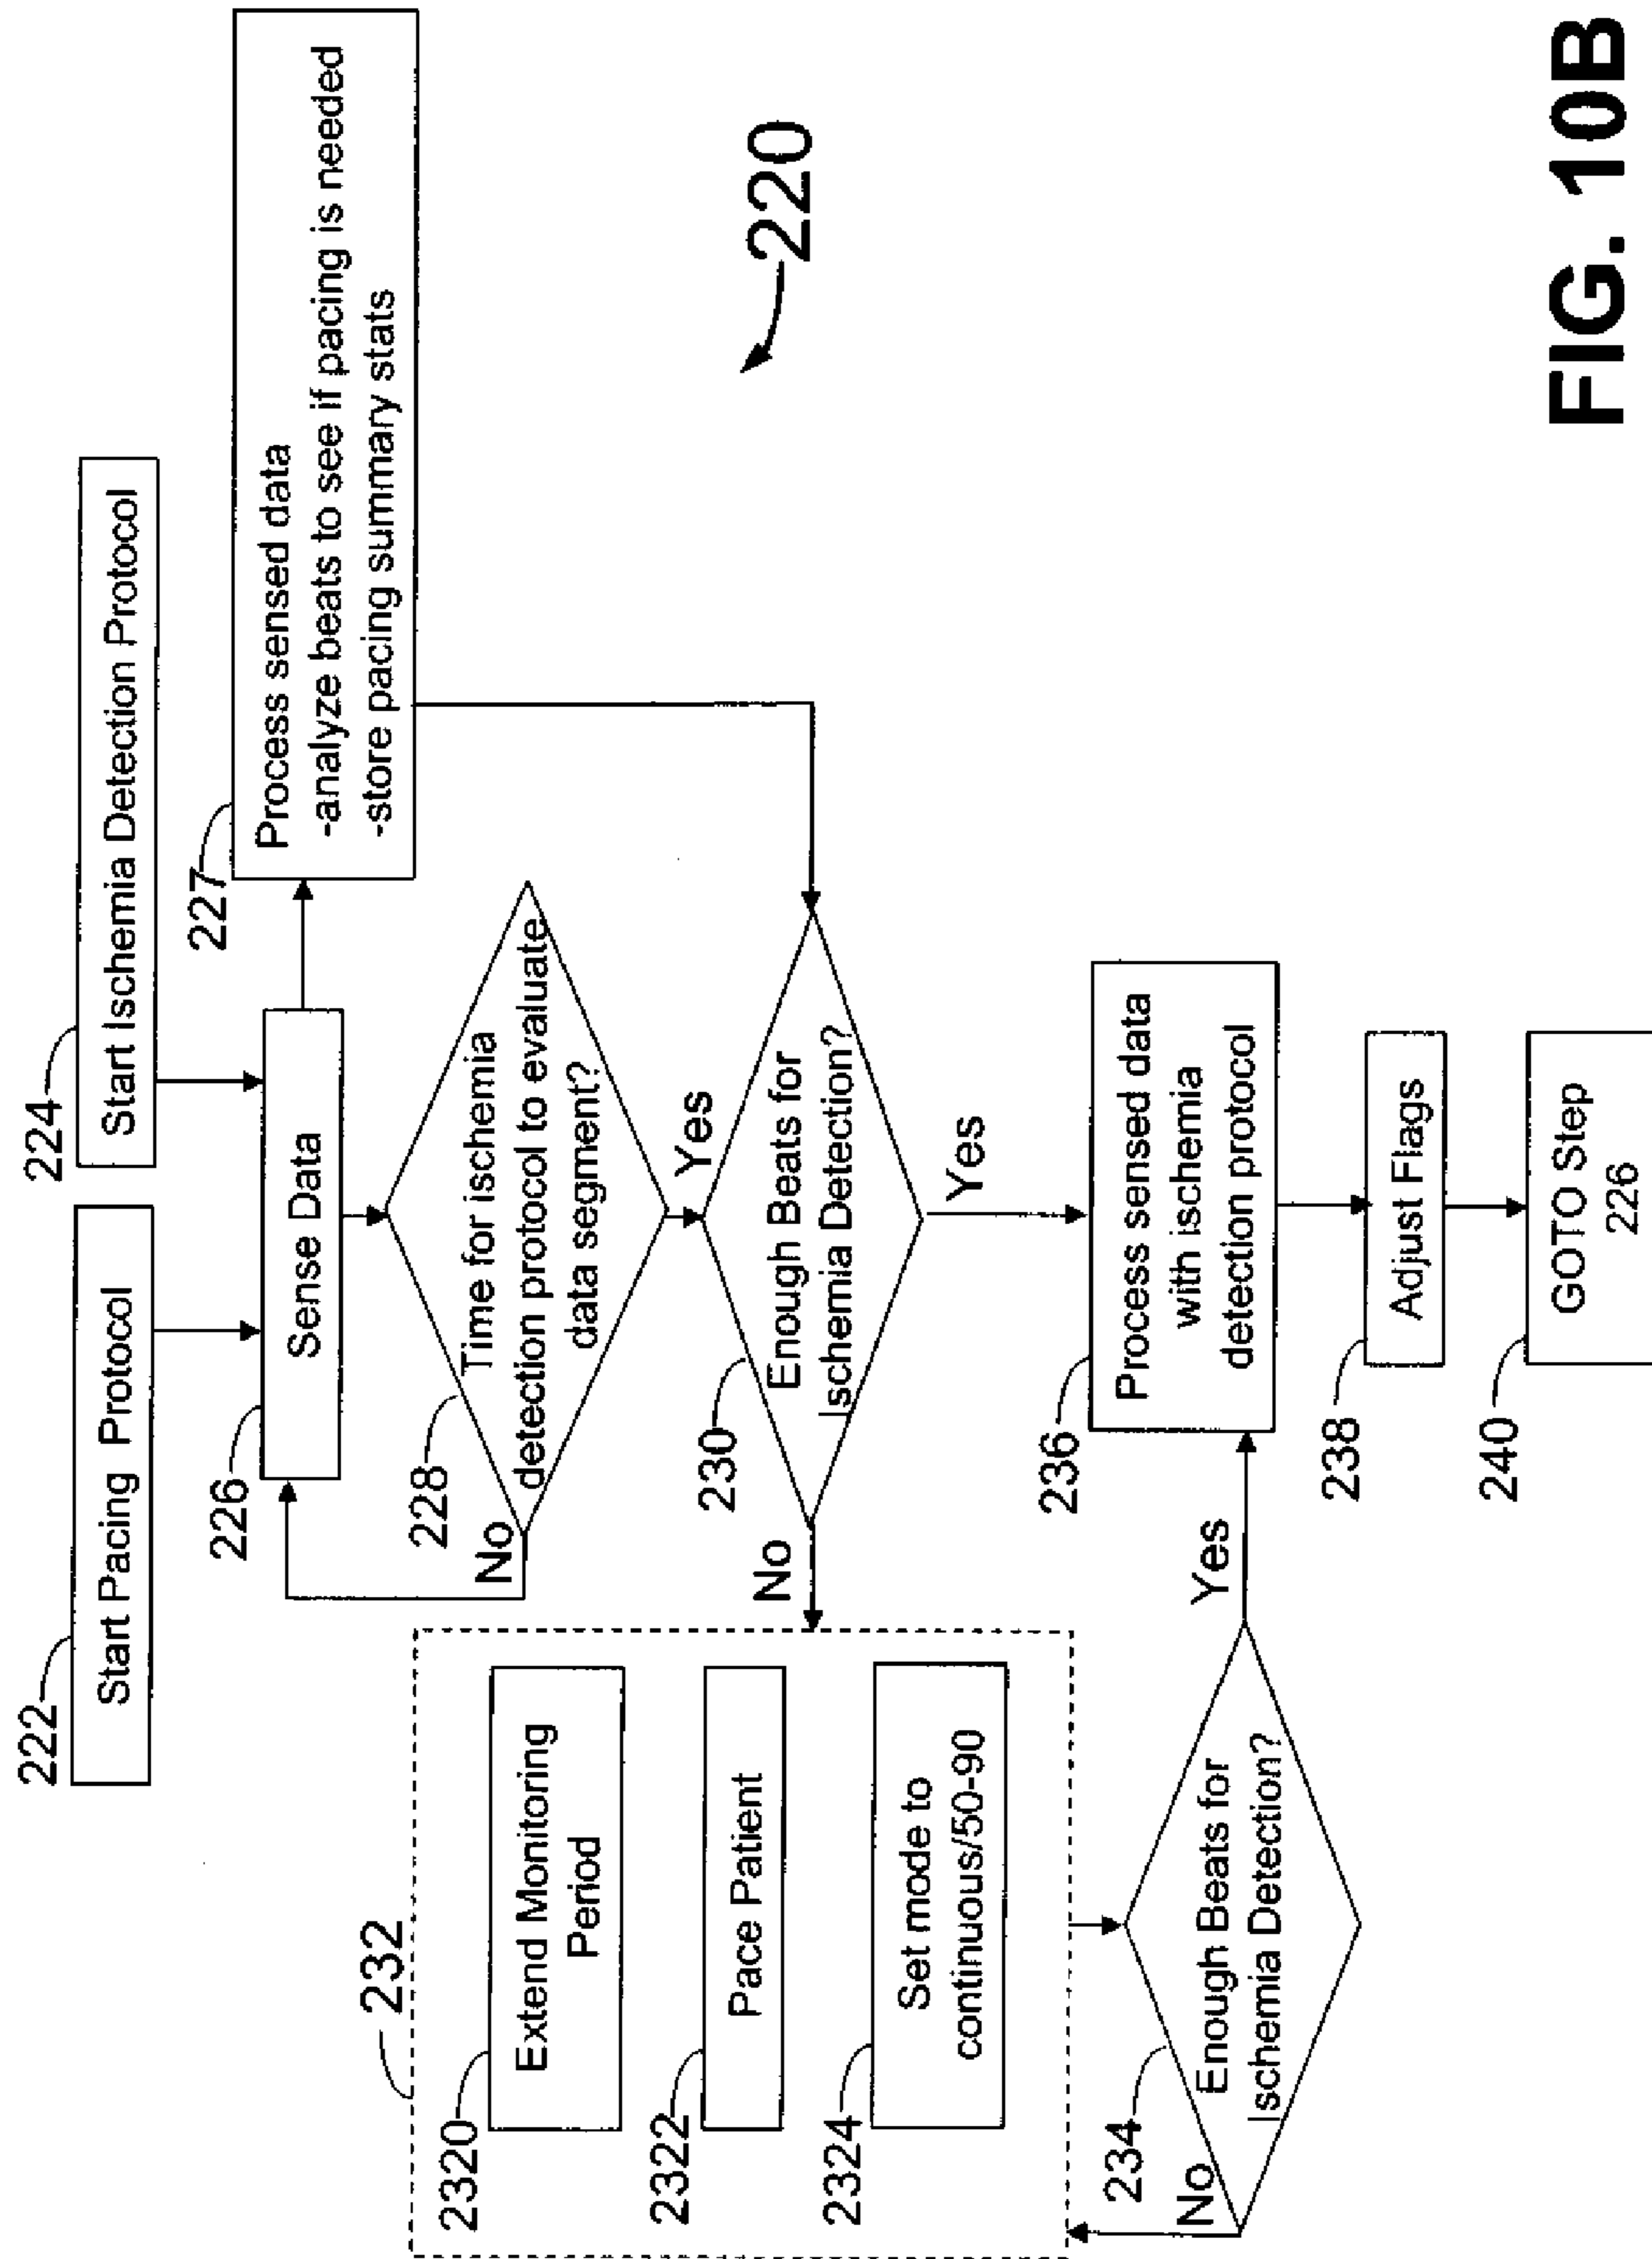 222
Start Pacing Protocol
224
Start Ischemia Detection Protocol
226
Sense Data
227
Process sensed data
-analyze beats to see if pacing is needed
-store pacing summary stats
228
Time for ischemia
detection protocol to evaluate
data segment?
No
Yes
220
230
Enough Beats for
Ischemia Detection?
No
Yes
232
2320
Extend Monitoring
Period
2322
Pace Patient
2324
Set mode to
continuous/50-90
234
Enough Beats for
Ischemia Detection?
No
Yes
236
Process sensed data
with ischemia
detection protocol
238
Adjust Flags
240
GOTO Step
226
FIG. 10B